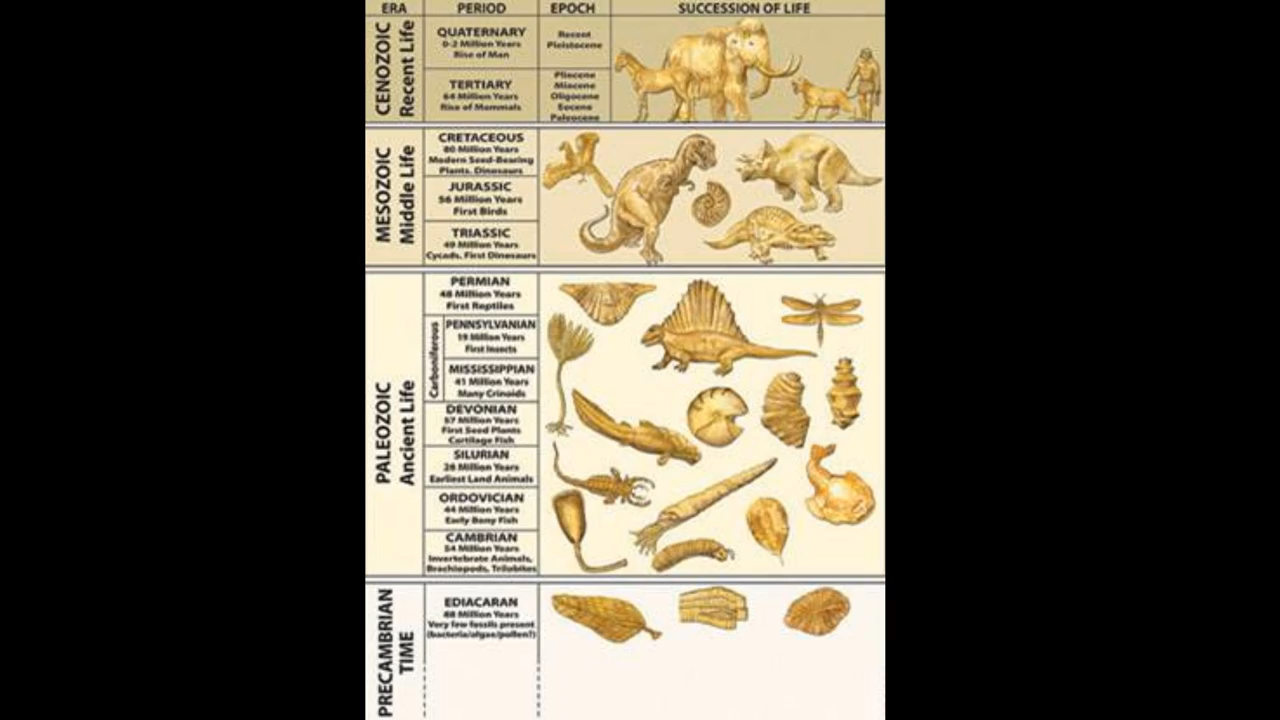 ERA PERIOD EPOCH SUCCESSION OF LIFE
CENOZOIC
Recent Life
QUATERNARY
0-2 Million Years
Rise of Man
Recent
Pleistocene
TERTIARY
64 Million Years
Rise of Mammals
Pliocene
Miocene
Oligocene
Eocene
Paleocene
MESOZOIC
Middle Life
CRETACEOUS
80 Million Years
Modern Seed-Bearing
Plants. Dinosaurs
JURASSIC
56 Million Years
First Birds
TRIASSIC
49 Million Years
Cycads, First Dinosaurs
PALEOZOIC
Ancient Life
PERMIAN
48 Million Years
First Reptiles
Carboniferous
PENNSYLVANIAN
19 Million Years
First Insects
MISSISSIPPIAN
41 Million Years
Many Crinoids
DEVONIAN
57 Million Years
First Seed Plants
Cartilage Fish
SILURIAN
28 Million Years
Earliest Land Animals
ORDOVICIAN
44 Million Years
Early Bony Fish
CAMBRIAN
54 Million Years
Invertebrate Animals,
Brachiopods, Trilobites
PRECAMBRIAN
TIME
EDIACARAN
88 Million Years
Very few fossils present
(bacteria/algae/pollen?)